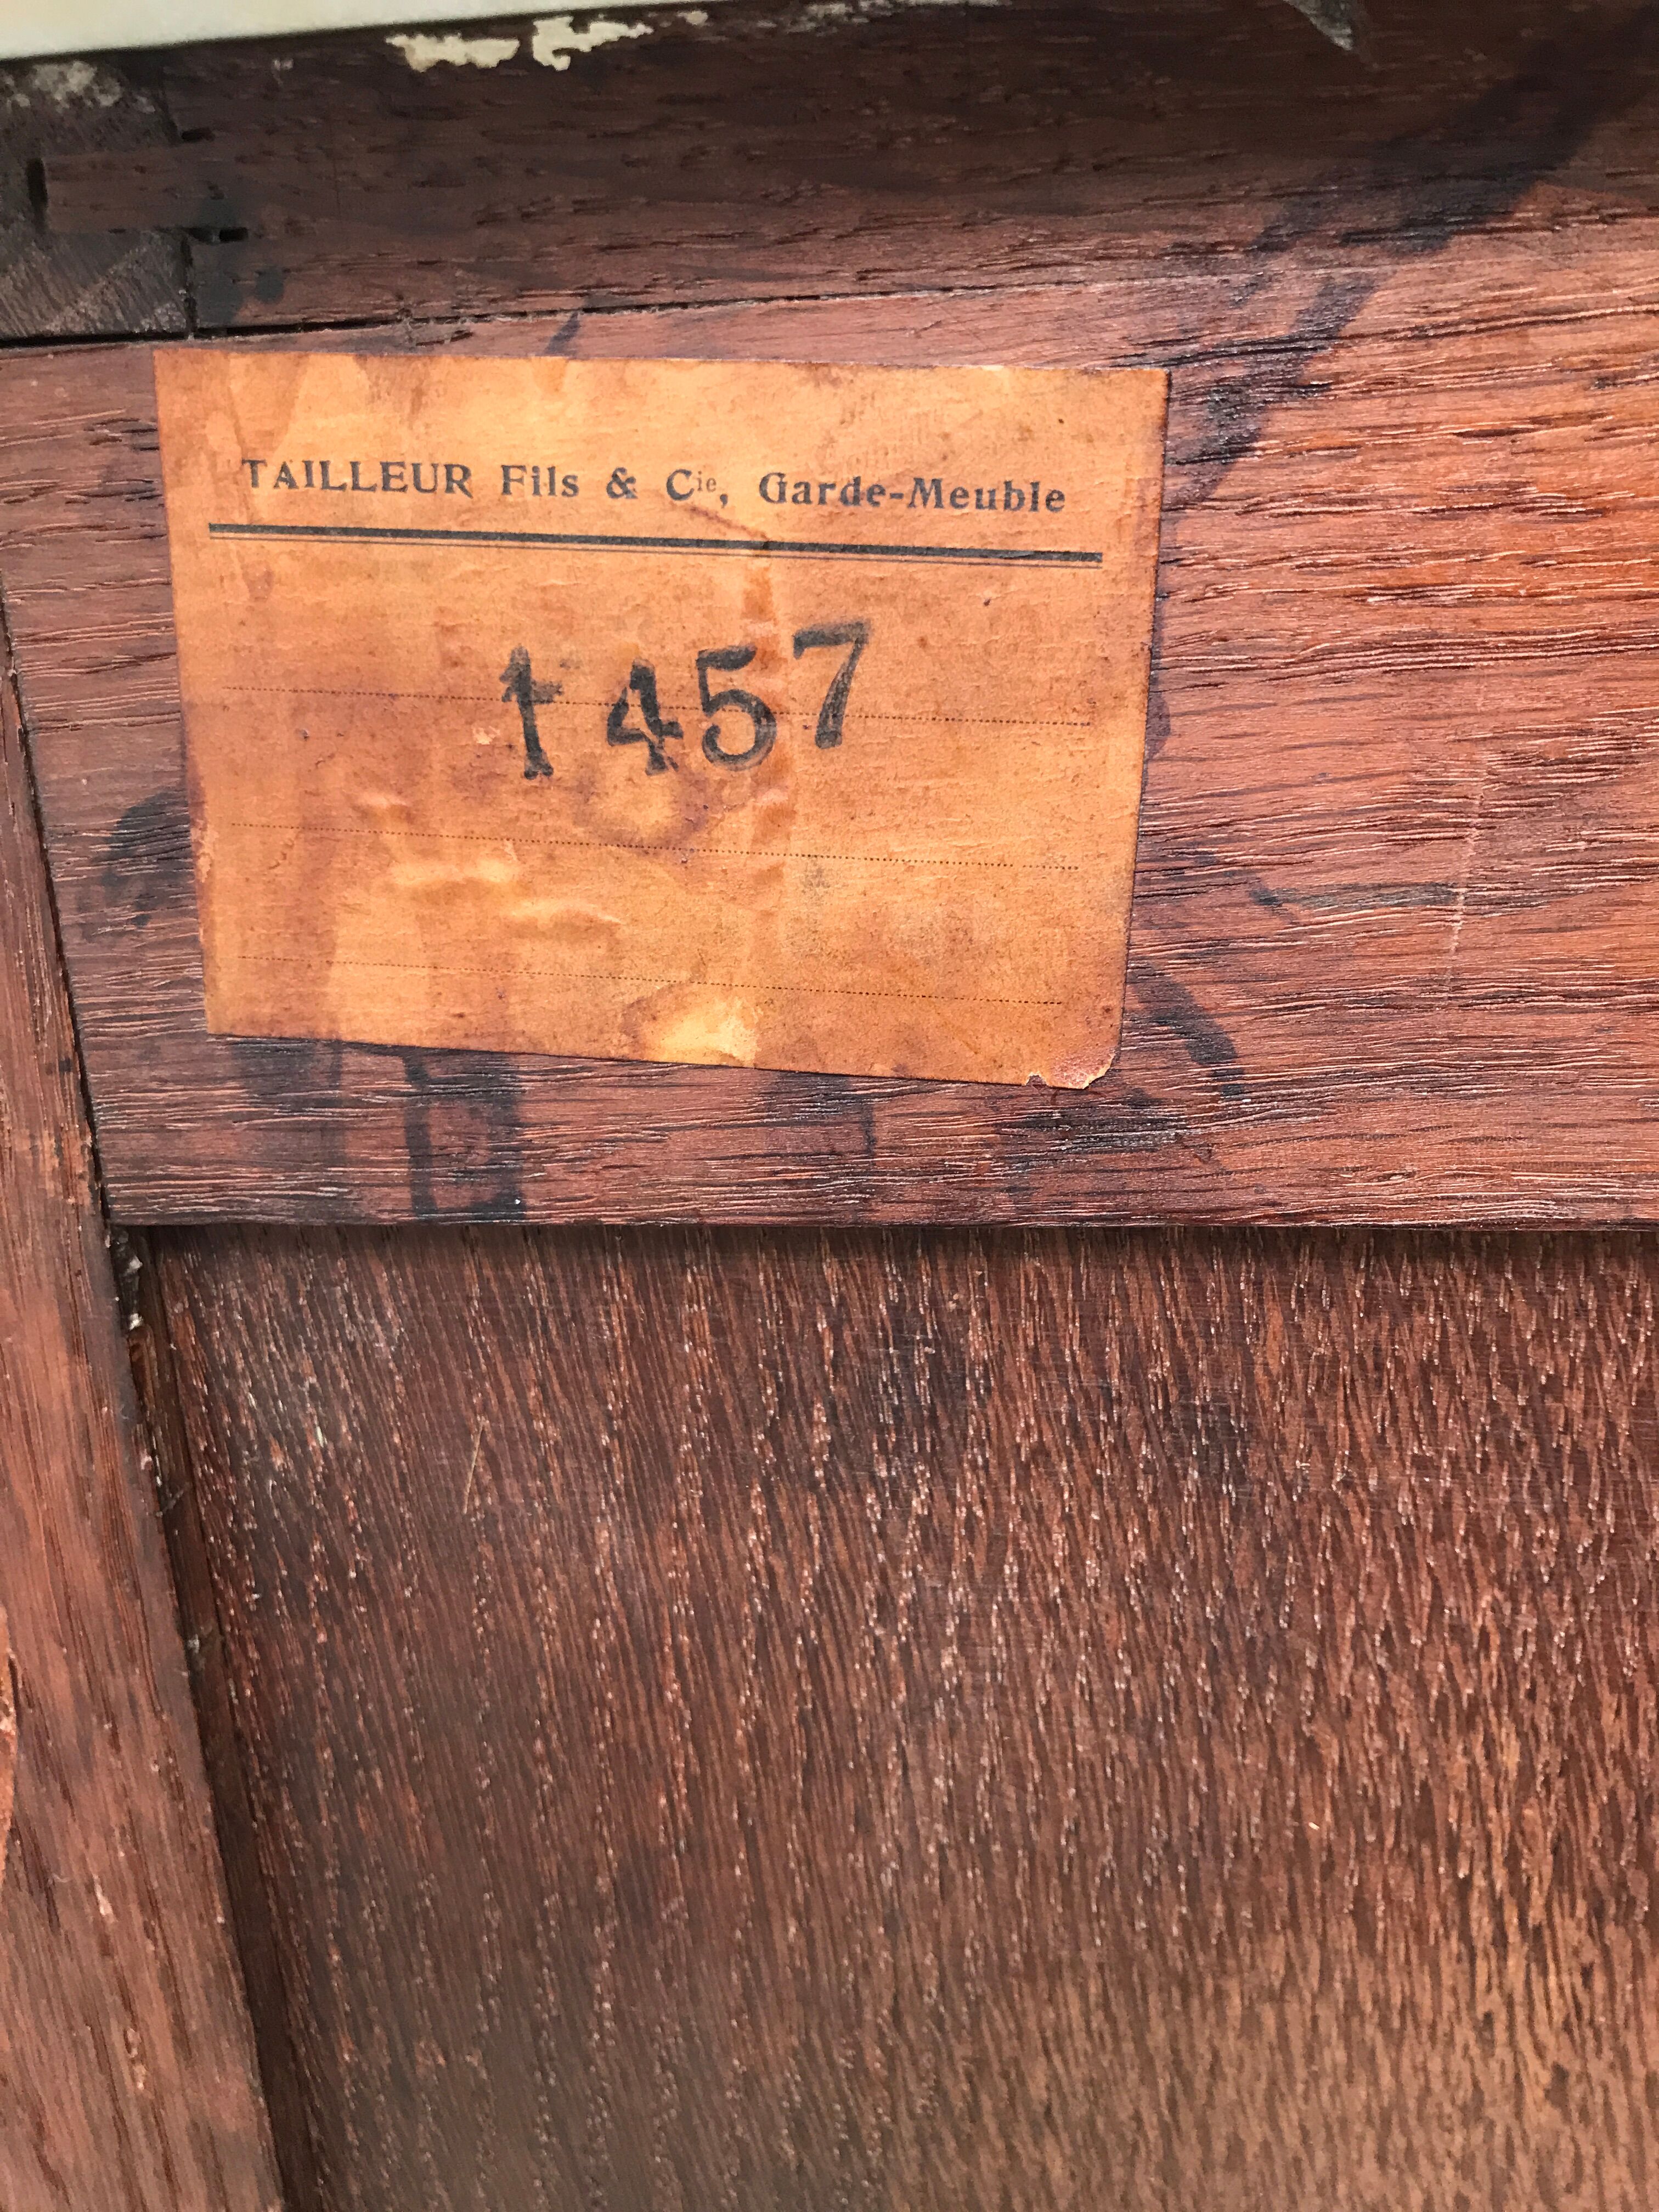 TAILLEUR Fils & Cie, Garde-Meuble
1457